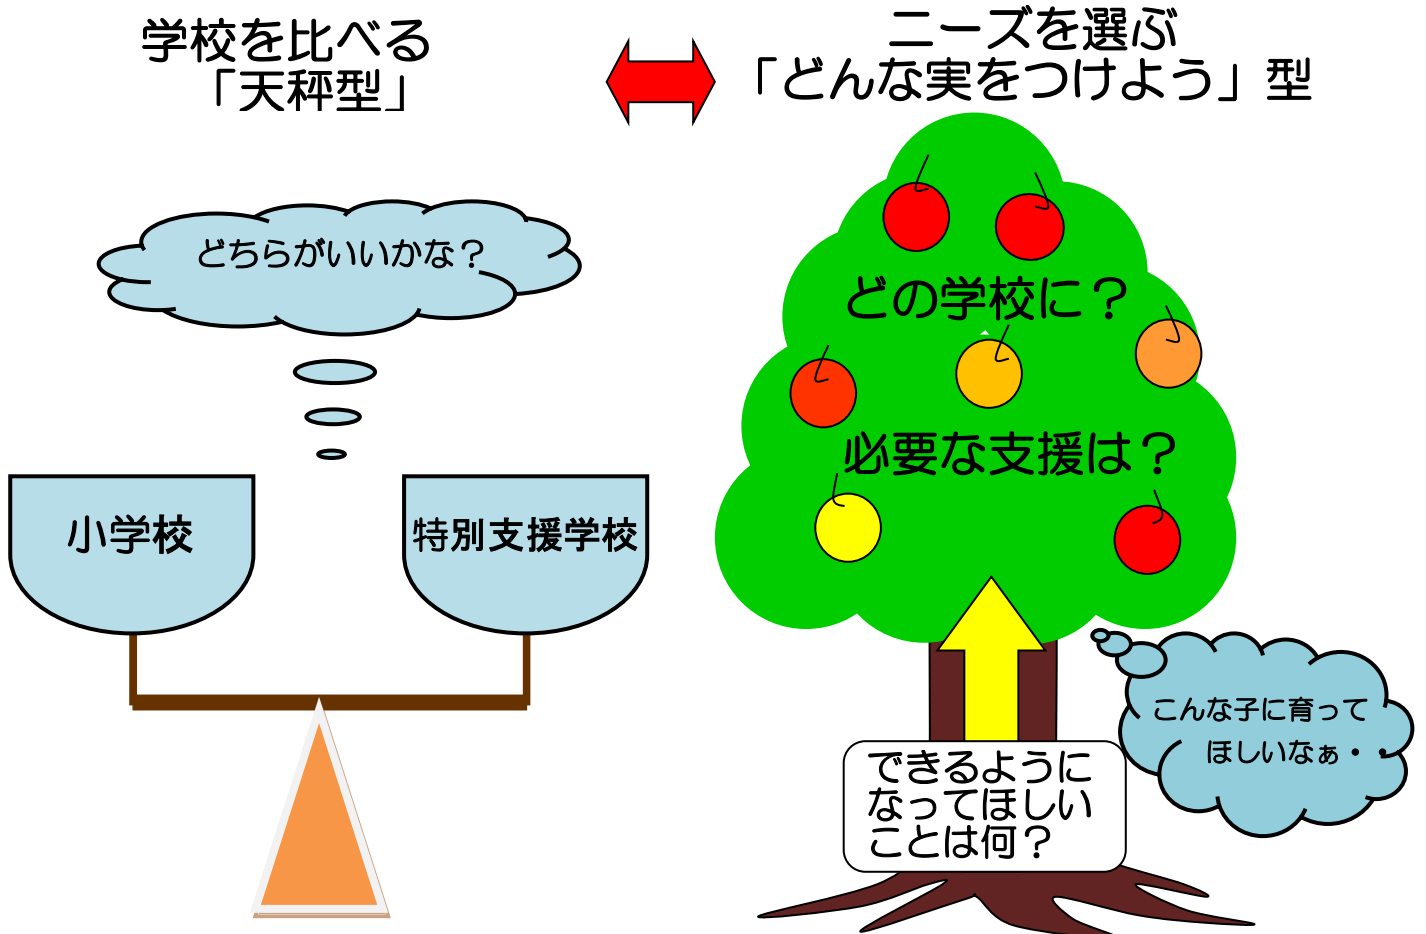 学校を比べる
「天秤型」
ニーズを選ぶ
「どんな実をつけよう」型
どちらがいいかな？
小学校
特別支援学校
どの学校に？
必要な支援は？
こんな子に育って
ほしいなぁ・・
できるように
なってほしい
ことは何？